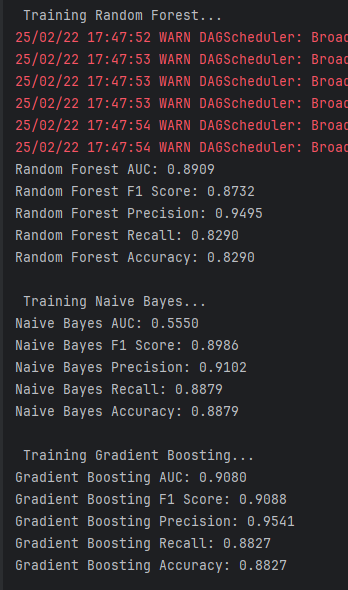 Training Random Forest...
25/02/22 17:47:52 WARN DAGScheduler: Broad
25/02/22 17:47:53 WARN DAGScheduler: Broad
25/02/22 17:47:53 WARN DAGScheduler: Broad
25/02/22 17:47:53 WARN DAGScheduler: Broad
25/02/22 17:47:54 WARN DAGScheduler: Broad
25/02/22 17:47:54 WARN DAGScheduler: Broad
Random Forest AUC: 0.8909
Random Forest F1 Score: 0.8732
Random Forest Precision: 0.9495
Random Forest Recall: 0.8290
Random Forest Accuracy: 0.8290
Training Naive Bayes...
Naive Bayes AUC: 0.5550
Naive Bayes F1 Score: 0.8986
Naive Bayes Precision: 0.9102
Naive Bayes Recall: 0.8879
Naive Bayes Accuracy: 0.8879
Training Gradient Boosting...
Gradient Boosting AUC: 0.9080
Gradient Boosting F1 Score: 0.9088
Gradient Boosting Precision: 0.9541
Gradient Boosting Recall: 0.8827
Gradient Boosting Accuracy: 0.8827